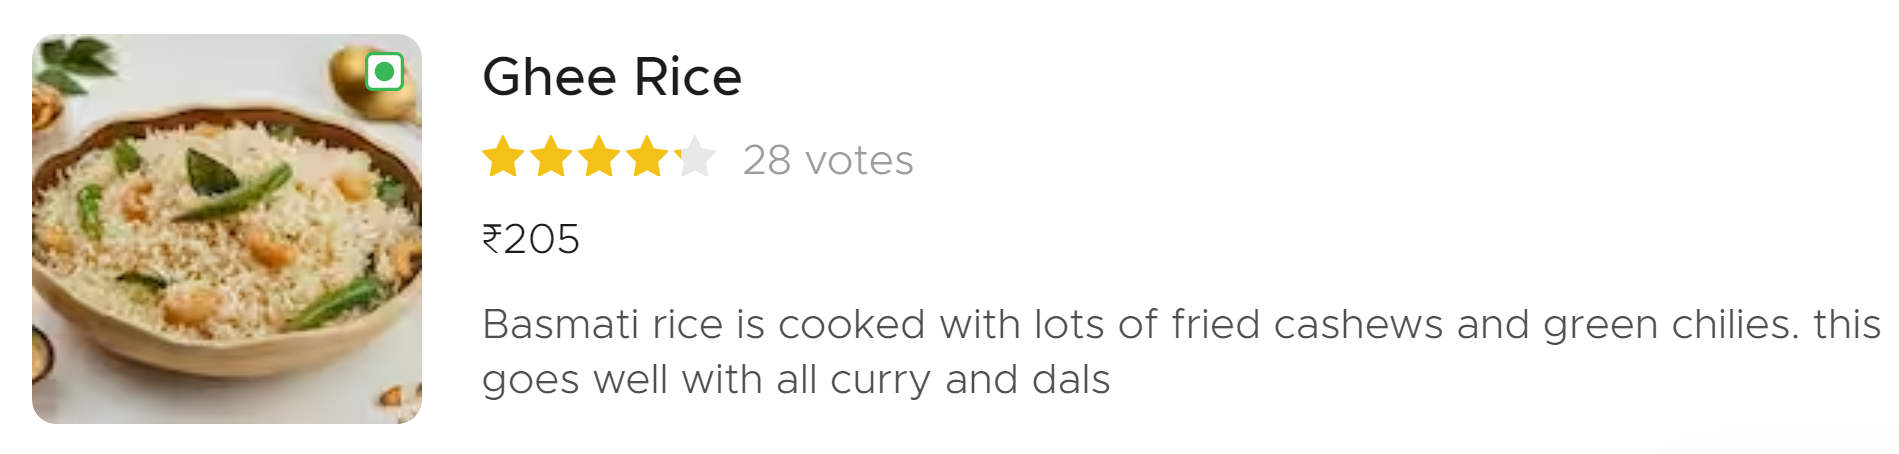 Ghee Rice
28 votes
₹205
Basmati rice is cooked with lots of fried cashews and green chilies. this
goes well with all curry and dals